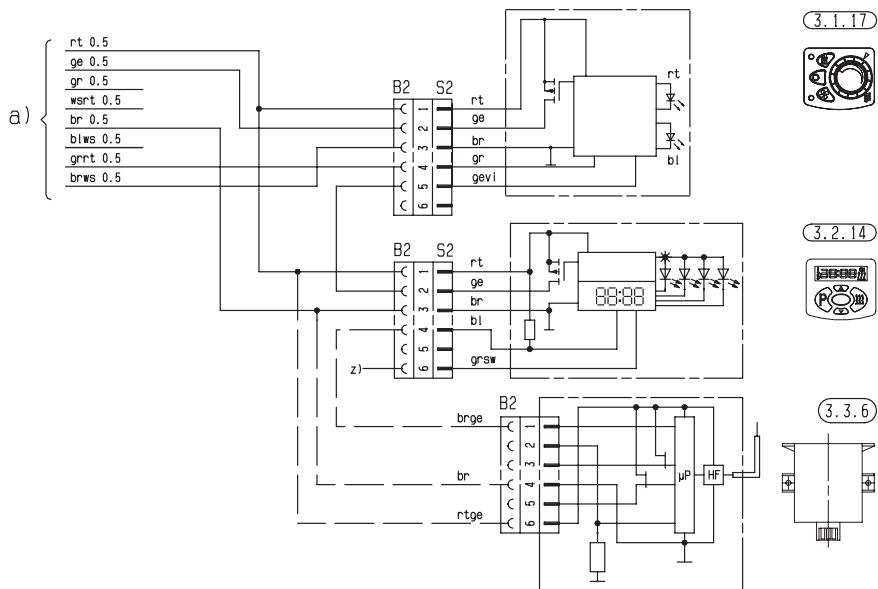 a)
rt 0.5
ge 0.5
gr 0.5
wsrt 0.5
br 0.5
blws 0.5
grrt 0.5
brws 0.5
B2 S2
1 rt
2 ge
3 br
4 gr
5 gevi
6
rt
bl
3.1.17
B2 S2
1 rt
2 ge
3 br
4 bl
5
z) 6 grsw
88:88
3.2.14
88:88
P
B2
brge 1
2
3
br 4
5
rtge 6
µP HF
3.3.6